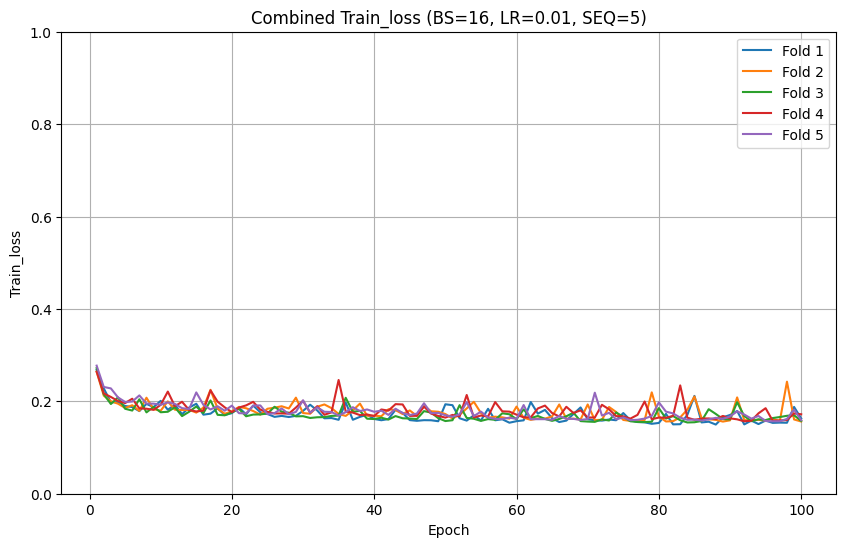 Combined Train_loss (BS=16, LR=0.01, SEQ=5)
Fold 1
Fold 2
Fold 3
Fold 4
Fold 5
Train_loss
1.0
0.8
0.6
0.4
0.2
0.0
0
20
40
60
80
100
Epoch